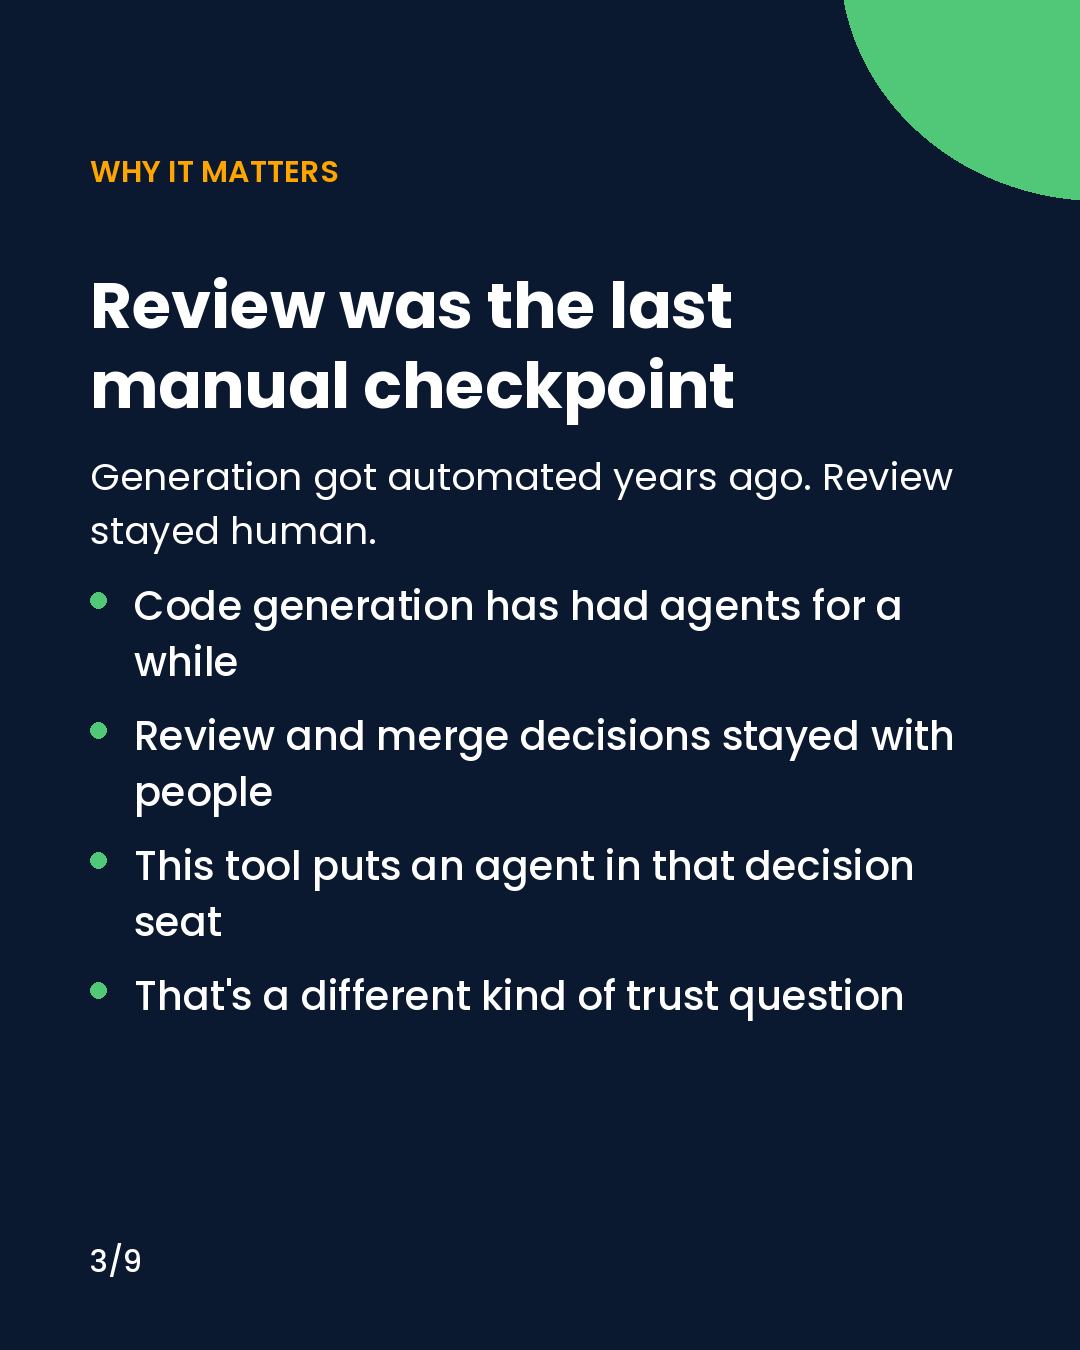 WHY IT MATTERS
Review was the last
manual checkpoint
Generation got automated years ago. Review
stayed human.
Code generation has had agents for a
while
Review and merge decisions stayed with
people
This tool puts an agent in that decision
seat
That's a different kind of trust question
3/9